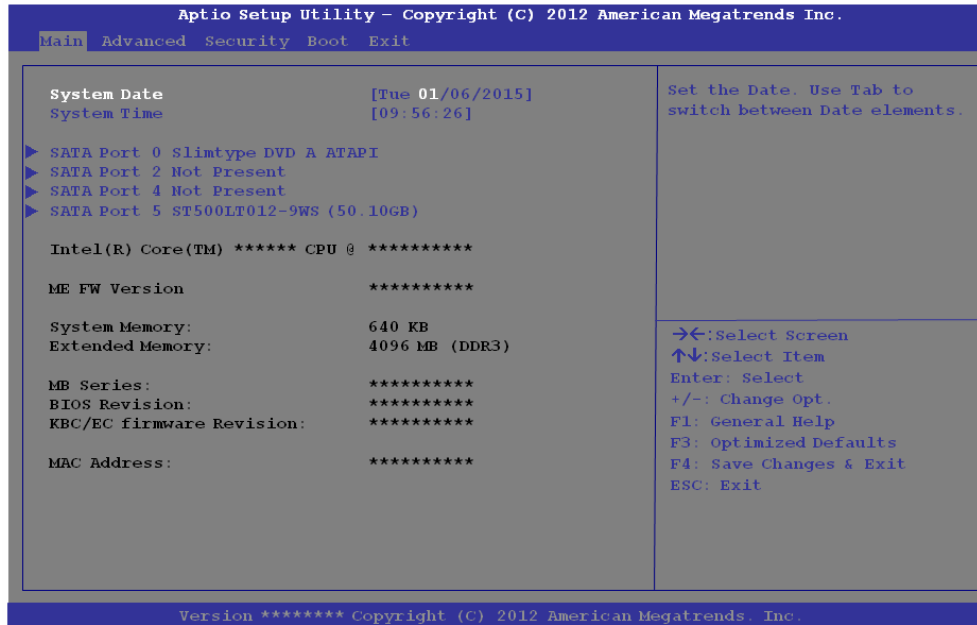 Aptio Setup Utility – Copyright (C) 2012 American Megatrends Inc.
Main Advanced Security Boot Exit
System Date [Tue 01/06/2015]
System Time [09:56:26]
SATA Port 0 Slimtype DVD A ATAPI
SATA Port 2 Not Present
SATA Port 4 Not Present
SATA Port 5 ST500LT012-9WS (50.10GB)
Intel(R) Core(TM) ****** CPU @ **********
ME FW Version **********
System Memory: 640 KB
Extended Memory: 4096 MB (DDR3)
MB Series: **********
BIOS Revision: **********
KBC/EC firmware Revision: **********
MAC Address: **********
Set the Date. Use Tab to
switch between Date elements.
→←:Select Screen
↑↓:Select Item
Enter: Select
+/-: Change Opt.
F1: General Help
F3: Optimized Defaults
F4: Save Changes & Exit
ESC: Exit
Version ******** Copyright (C) 2012 American Megatrends. Inc.